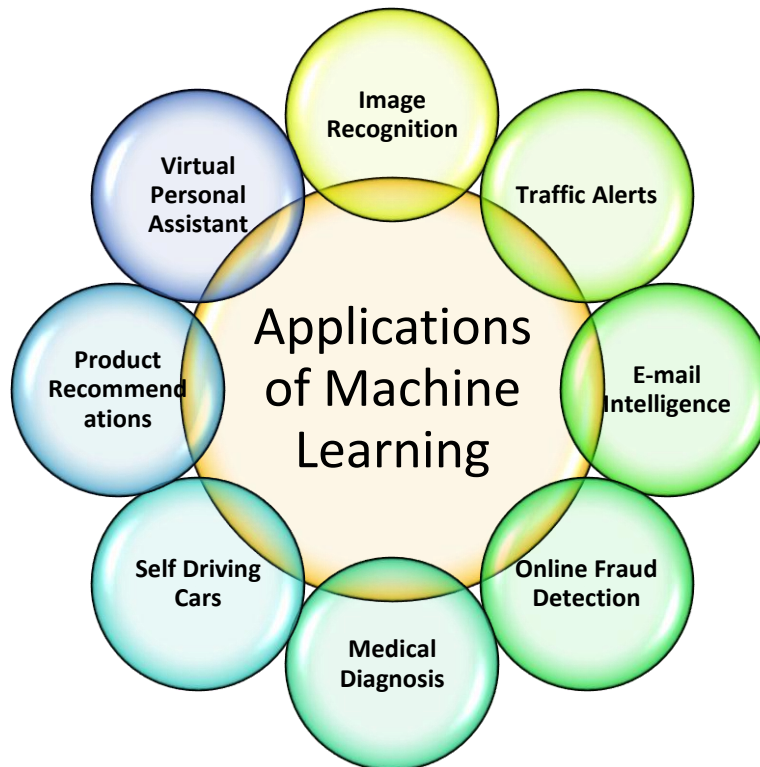 Image
Recognition
Traffic Alerts
E-mail
Intelligence
Online Fraud
Detection
Medical
Diagnosis
Self Driving
Cars
Product
Recommend
ations
Virtual
Personal
Assistant
Applications
of Machine
Learning